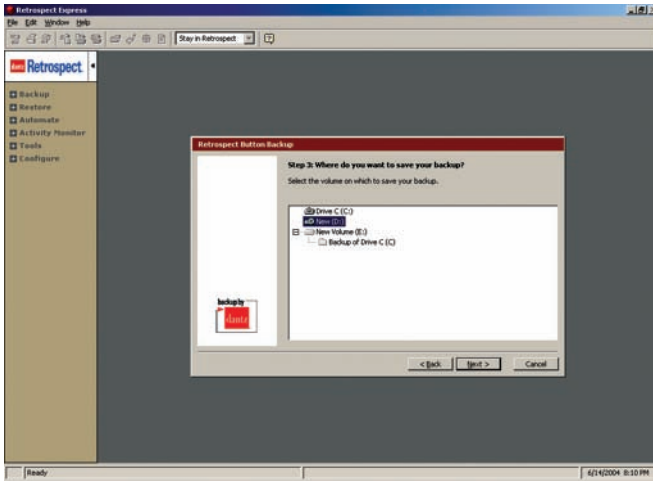 Retrospect Express
File Edit Window Help
Stay in Retrospect
dantz Retrospect
Backup
Restore
Automate
Activity Monitor
Tools
Configure
Retrospect Button Backup
Step 3: Where do you want to save your backup?
Select the volume on which to save your backup.
Drive C (C:)
New (D:)
New Volume (E:)
Backup of Drive C (C)
backup by
dantz
< Back Next > Cancel
Ready 6/14/2004 8:10 PM